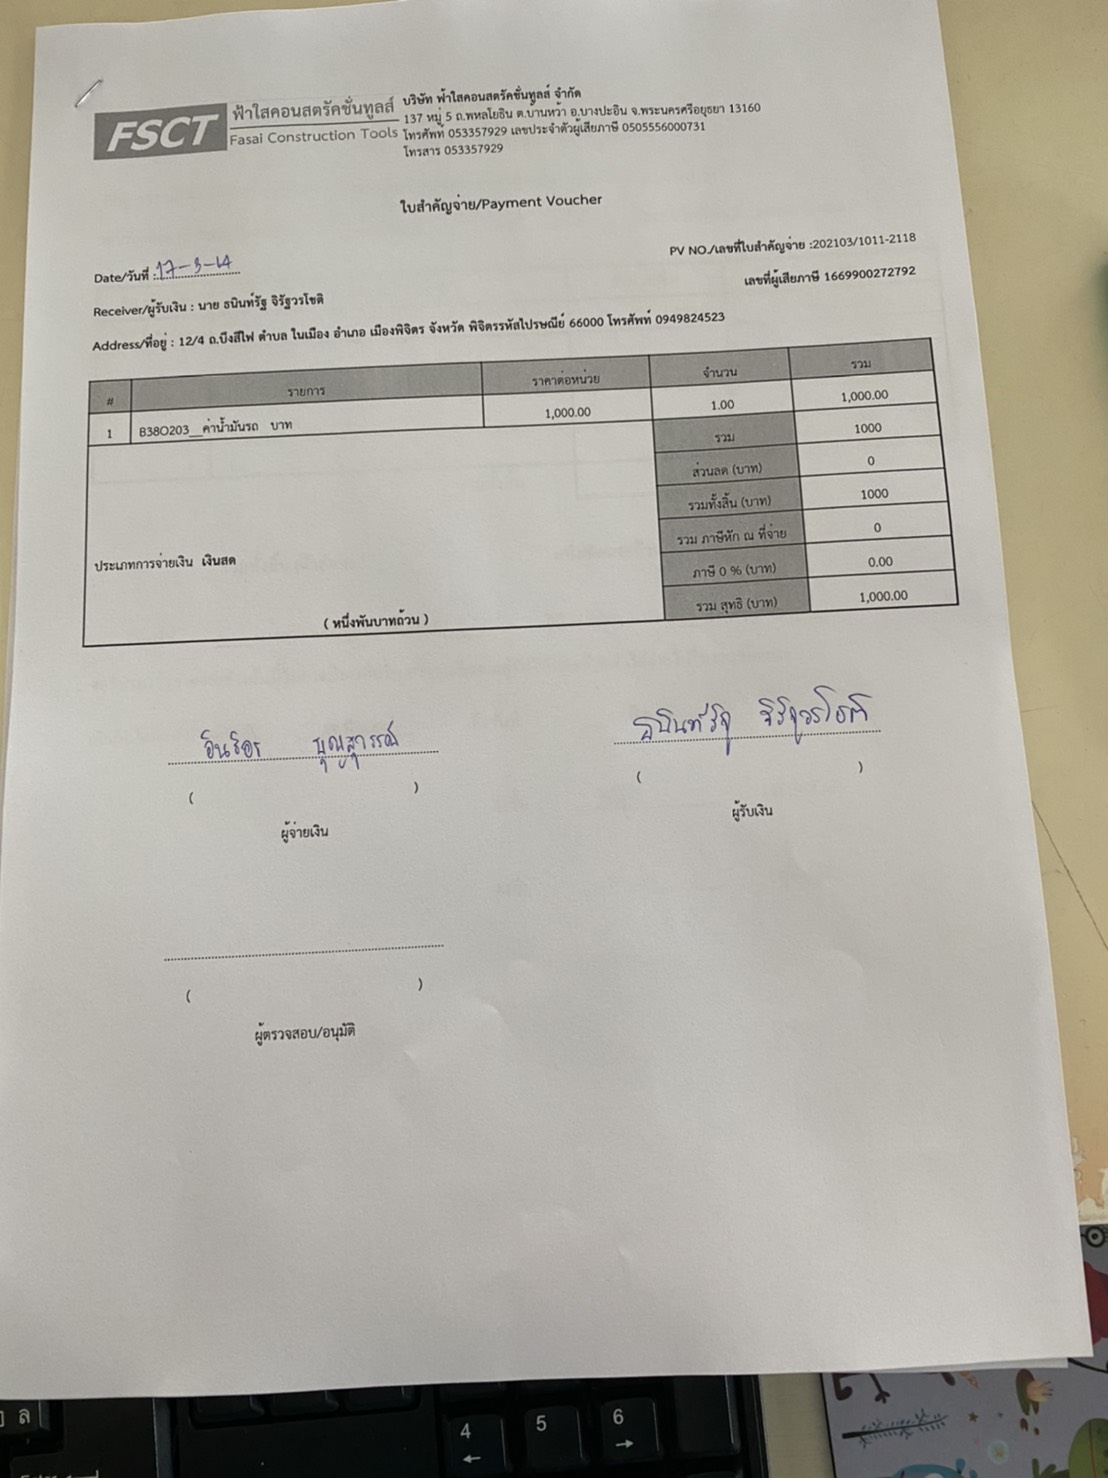 FSCT
ฟ้าใสคอนสตรัคชั่นทูลส์
Fasai Construction Tools
บริษัท ฟ้าใสคอนสตรัคชั่นทูลส์ จำกัด
137 หมู่ 5 ถ.พหลโยธิน ต.บ้านหว้า อ.บางปะอิน จ.พระนครศรีอยุธยา 13160
โทรศัพท์ 053357929 เลขประจำตัวผู้เสียภาษี 0505556000731
โทรสาร 053357929
ใบสำคัญจ่าย/Payment Voucher
PV NO./เลขที่ใบสำคัญจ่าย :202103/1011-2118
Date/วันที่ :
เลขที่ผู้เสียภาษี 1669900272792
Receiver/ผู้รับเงิน : นาย ธนินท์รัฐ จิรัฐวรโชติ
Address/ที่อยู่ : 12/4 ถ.บึงสีไฟ ตำบล ในเมือง อำเภอ เมืองพิจิตร จังหวัด พิจิตรรหัสไปรษณีย์ 66000 โทรศัพท์ 0949824523
# รายการ ราคาต่อหน่วย จำนวน รวม
1 B38O203__ค่าน้ำมันรถ บาท 1,000.00 1.00 1,000.00
รวม 1000
ส่วนลด (บาท) 0
รวมทั้งสิ้น (บาท) 1000
รวม ภาษีหัก ณ ที่จ่าย 0
ประเภทการจ่ายเงิน เงินสด
ภาษี 0 % (บาท) 0.00
( หนึ่งพันบาทถ้วน )
รวม สุทธิ (บาท) 1,000.00
ธนินท์รัฐ จิรัฐวรโชติ
( )
( )
ผู้จ่ายเงิน
ผู้รับเงิน
( )
ผู้ตรวจสอบ/อนุมัติ
ล
4
5
6
←
→